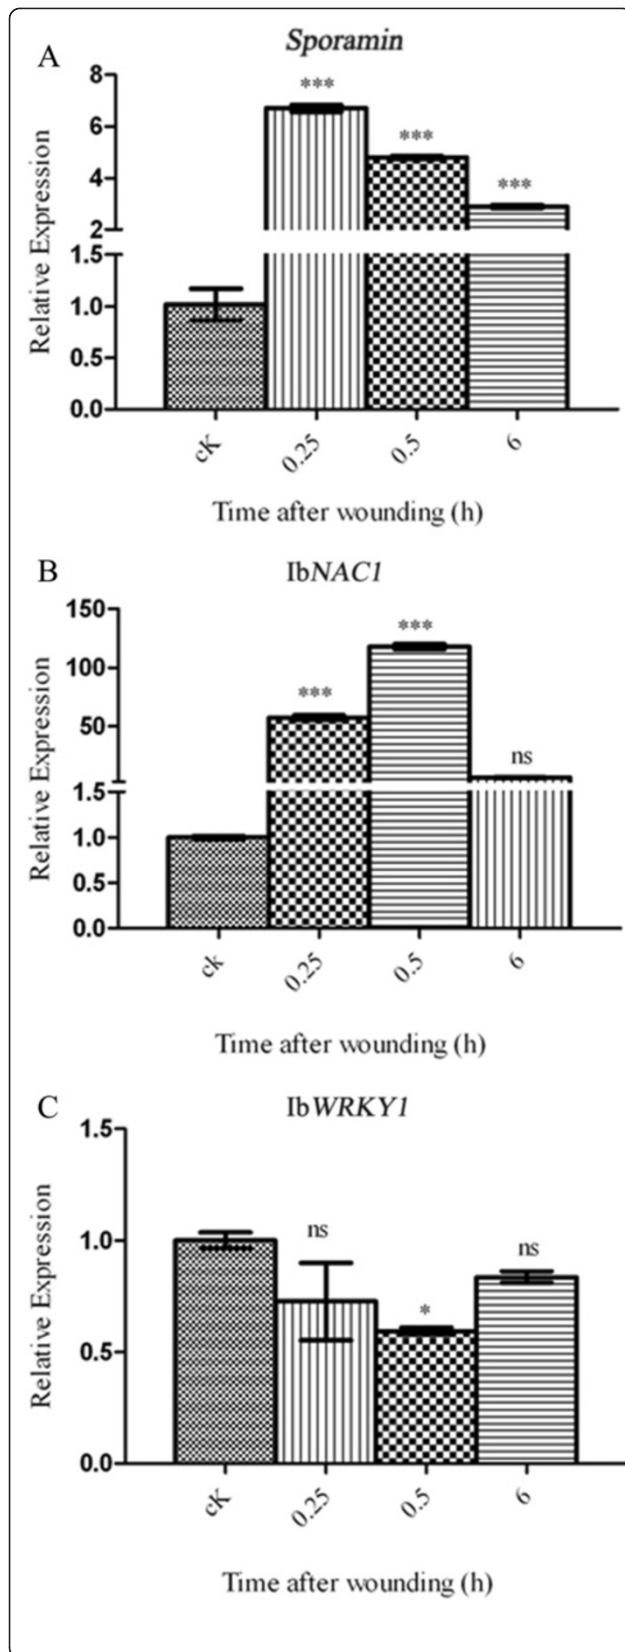 A
Sporamin
Relative Expression
8
6
4
2
1.5
1.0
0.5
0.0
***
***
***
cK
0.25
0.5
6
Time after wounding (h)
B
IbNAC1
Relative Expression
150
100
50
1.5
1.0
0.5
0.0
***
***
ns
ck
0.25
0.5
6
Time after wounding (h)
C
IbWRKY1
Relative Expression
1.5
1.0
0.5
0.0
ns
*
ns
cK
0.25
0.5
6
Time after wounding (h)